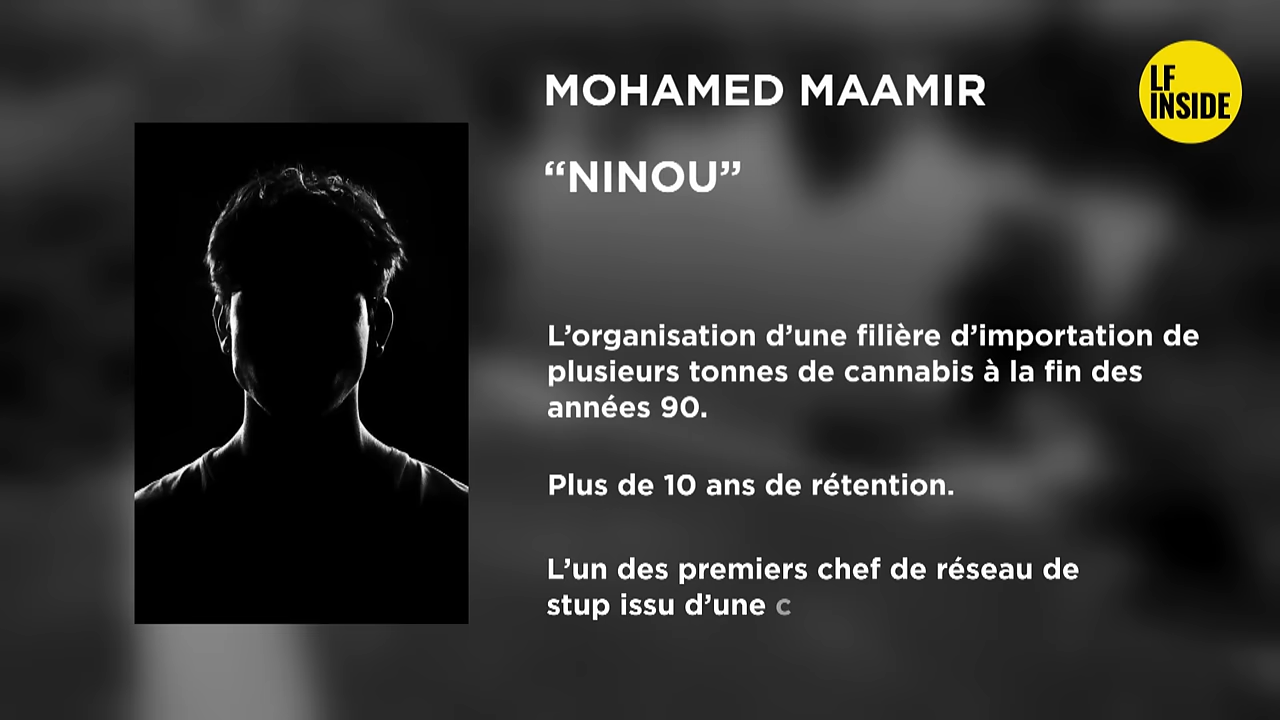 MOHAMED MAAMIR
LF
INSIDE
“NINOU”
L’organisation d’une filière d’importation de
plusieurs tonnes de cannabis à la fin des
années 90.
Plus de 10 ans de rétention.
L’un des premiers chef de réseau de
stup issu d’une c